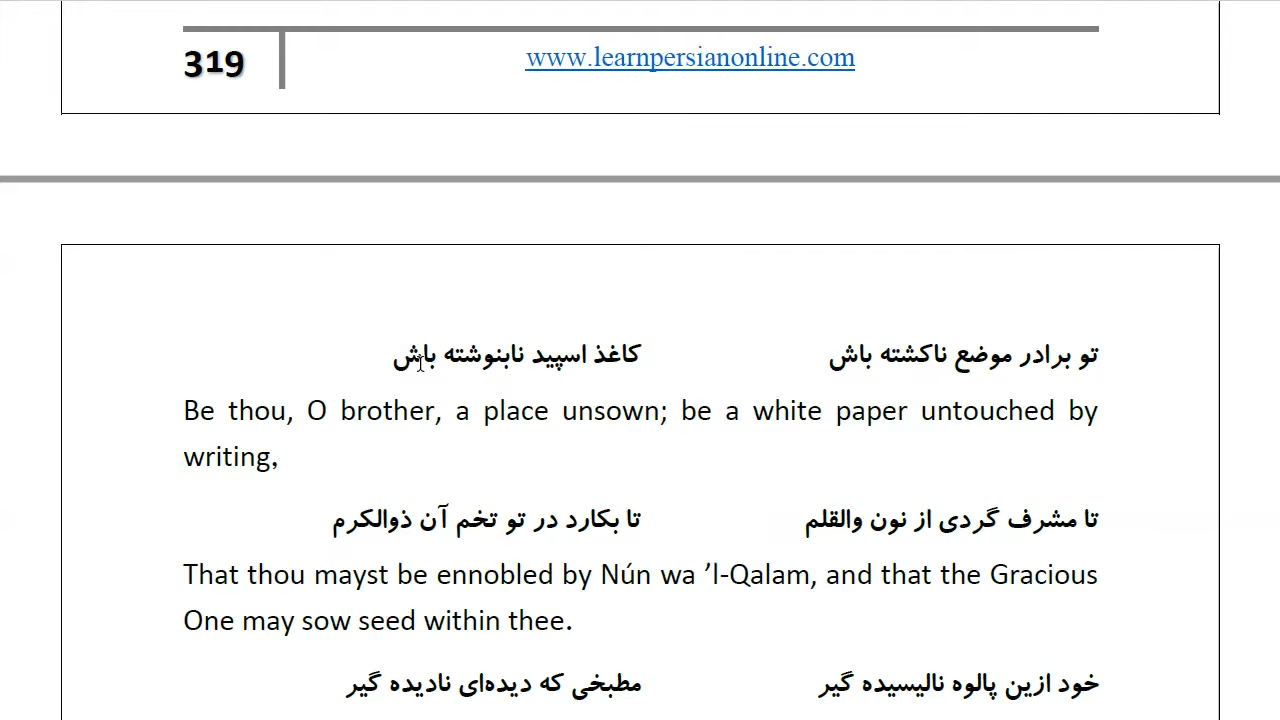 319
www.learnpersianonline.com
تو برادر موضع ناکشته باش کاغذ اسپید نابنوشته باش
Be thou, O brother, a place unsown; be a white paper untouched by
writing,
تا مشرف گردی از نون والقلم تا بکارد در تو تخم آن ذوالکرم
That thou mayst be ennobled by Nún wa ’l-Qalam, and that the Gracious
One may sow seed within thee.
خود ازین پالوه نالیسیده گیر مطبخی که دیده‌ای نادیده گیر